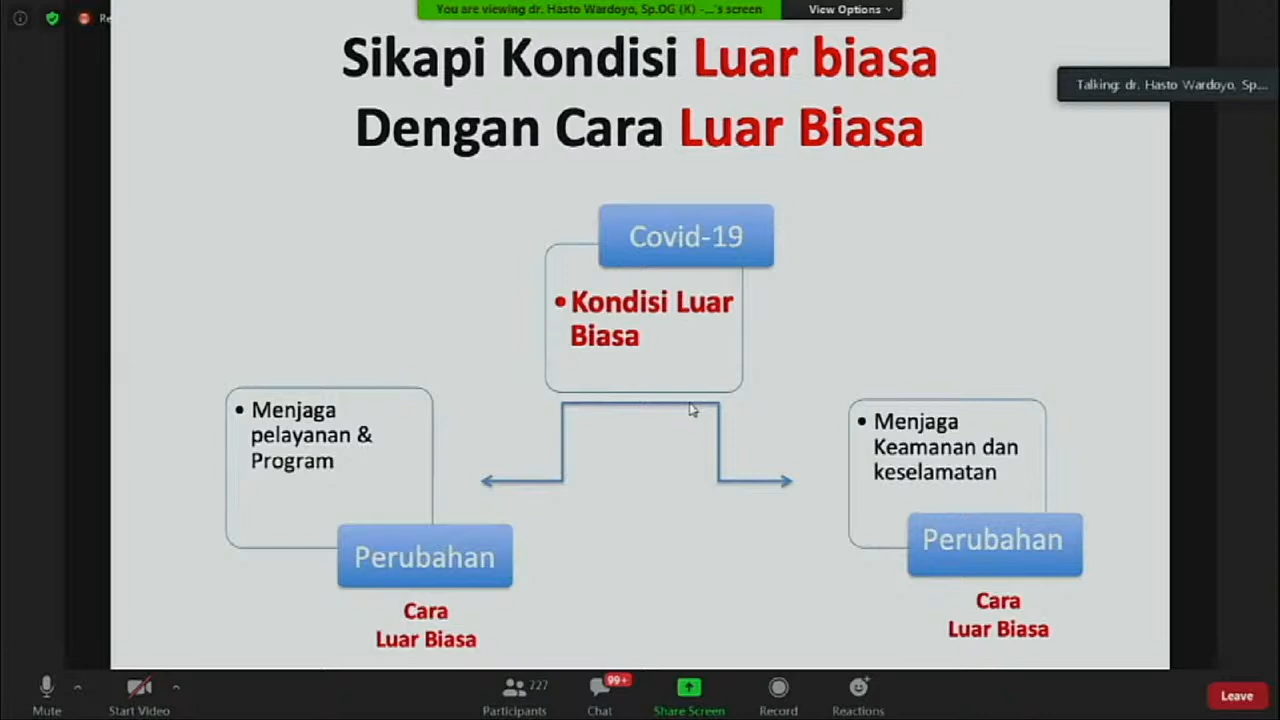 You are viewing dr. Hasto Wardoyo, Sp.OG (K) -...'s screen
View Options
Re
Sikapi Kondisi Luar biasa
Dengan Cara Luar Biasa
Talking: dr. Hasto Wardoyo, Sp....
Covid-19
•Kondisi Luar
Biasa
• Menjaga
pelayanan &
Program
Perubahan
Cara
Luar Biasa
• Menjaga
Keamanan dan
keselamatan
Perubahan
Cara
Luar Biasa
Mute
Start Video
727
Participants
99+
Chat
Share Screen
Record
Reactions
Leave